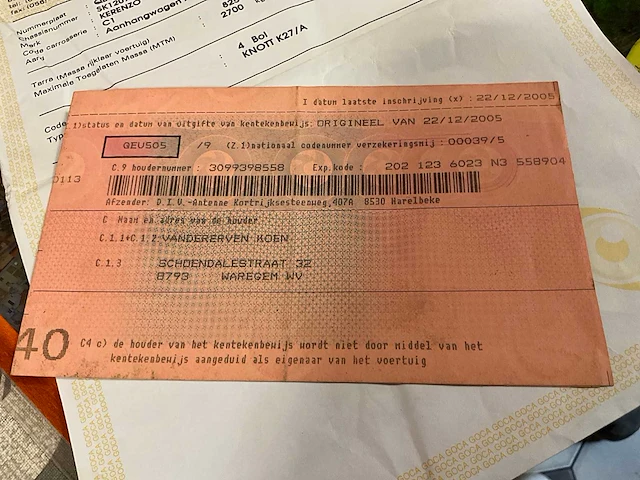 fax:(056)
Nummerplaat
Chassisnummer
Merk
Code carrosserie
Aard
SK120
: KERENZO
: C1
: Aanhangwagen
2700
Tarra (Massa rijklaar voertuig)
Maximale Toegelaten Massa (MTM)
: 4 Bol
KNOTT K27/A
Code
I datum laatste inschrijving (x) : 22/12/2005
.1)status en datum van uitgifte van kentekenbewijs: ORIGINEEL VAN 22/12/2005
QEU505 /9 (Z.1)nationaal codenummer verzekeringsmij : 00039/5
C.9 houdernummer : 3099398558 Exp.kode : 202 123 6023 N3 558904
D113
Afzender: D.I.V.-Antenne Kortrijksesteenweg,407A 8530 Harelbeke
C Naam en adres van de houder
C.1.1+C.1.2 VANDERERVEN KOEN
C.1.3 SCHOENDALESTRAAT 32
8793 WAREGEM WV
40
C4 c) de houder van het kentekenbewijs wordt niet door middel van het
kentekenbewijs aangeduid als eigenaar van het voertuig